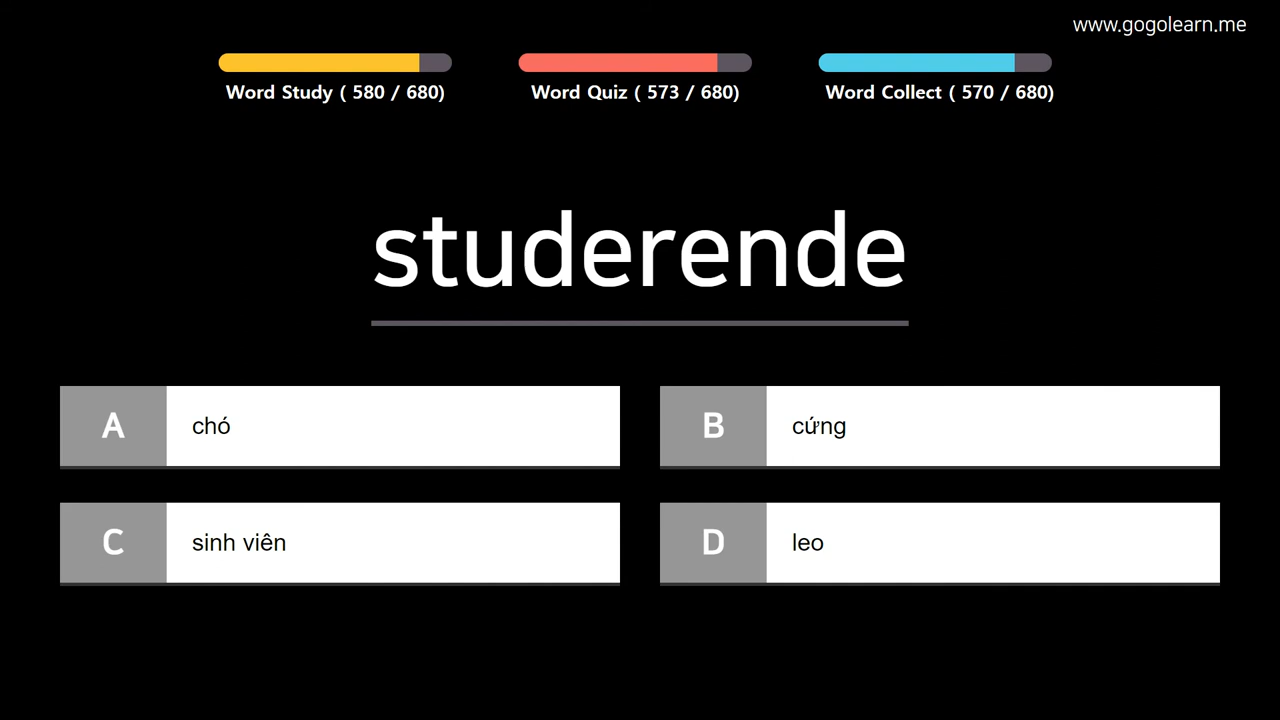 www.gogolearn.me
Word Study ( 580 / 680)
Word Quiz ( 573 / 680)
Word Collect ( 570 / 680)
studerende
A chó
B cứng
C sinh viên
D leo